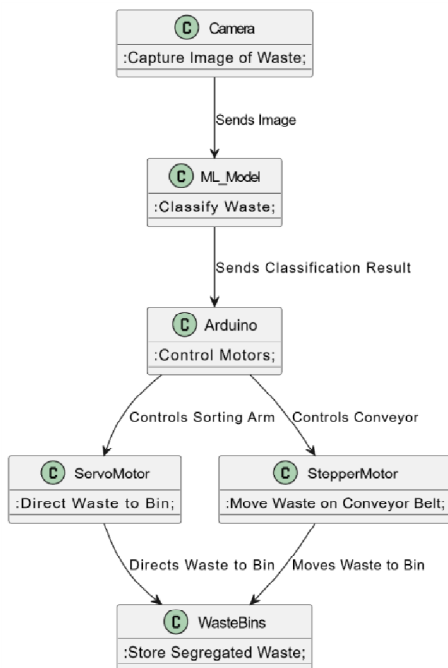 C Camera
:Capture Image of Waste;
Sends Image
C ML_Model
:Classify Waste;
Sends Classification Result
C Arduino
:Control Motors;
Controls Sorting Arm
Controls Conveyor
C ServoMotor
:Direct Waste to Bin;
C StepperMotor
:Move Waste on Conveyor Belt;
Directs Waste to Bin
Moves Waste to Bin
C WasteBins
:Store Segregated Waste;